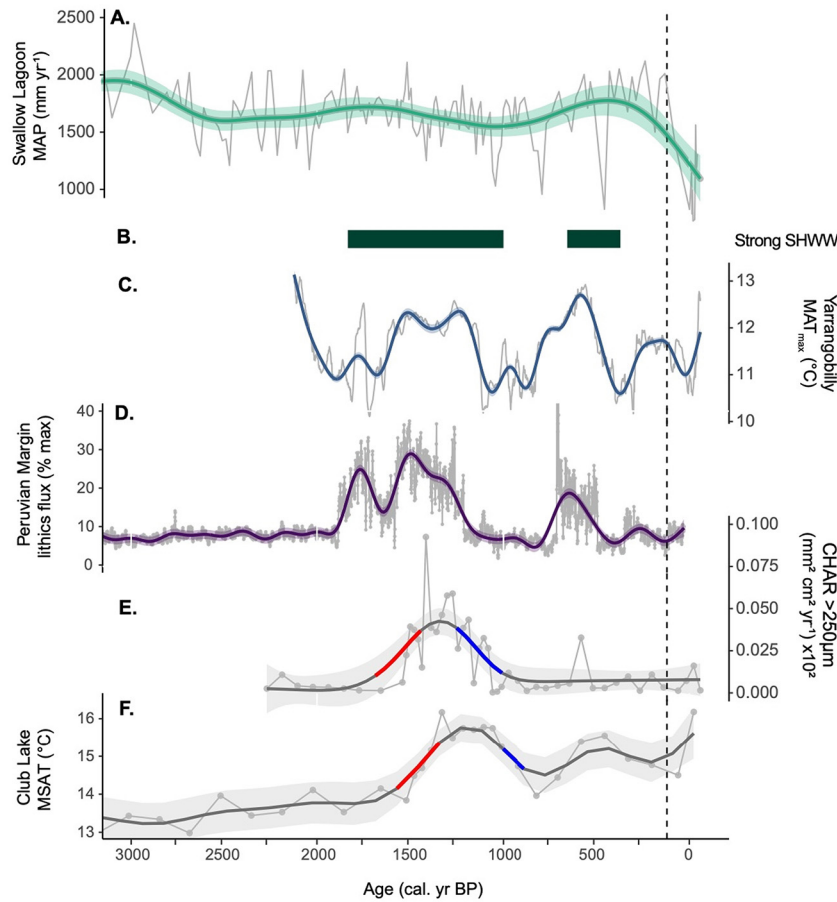 A.
2500
2000
1500
1000
Swallow Lagoon
MAP (mm yr⁻¹)
B.
Strong SHWW
C.
13
12
11
10
Yarrangobilly
MAT max (°C)
D.
40
30
20
10
0
Peruvian Margin
lithics flux (% max)
E.
0.100
0.075
0.050
0.025
0.000
CHAR >250µm
(mm² cm² yr⁻¹) x10²
F.
16
15
14
13
Club Lake
MSAT (°C)
3000 2500 2000 1500 1000 500 0
Age (cal. yr BP)